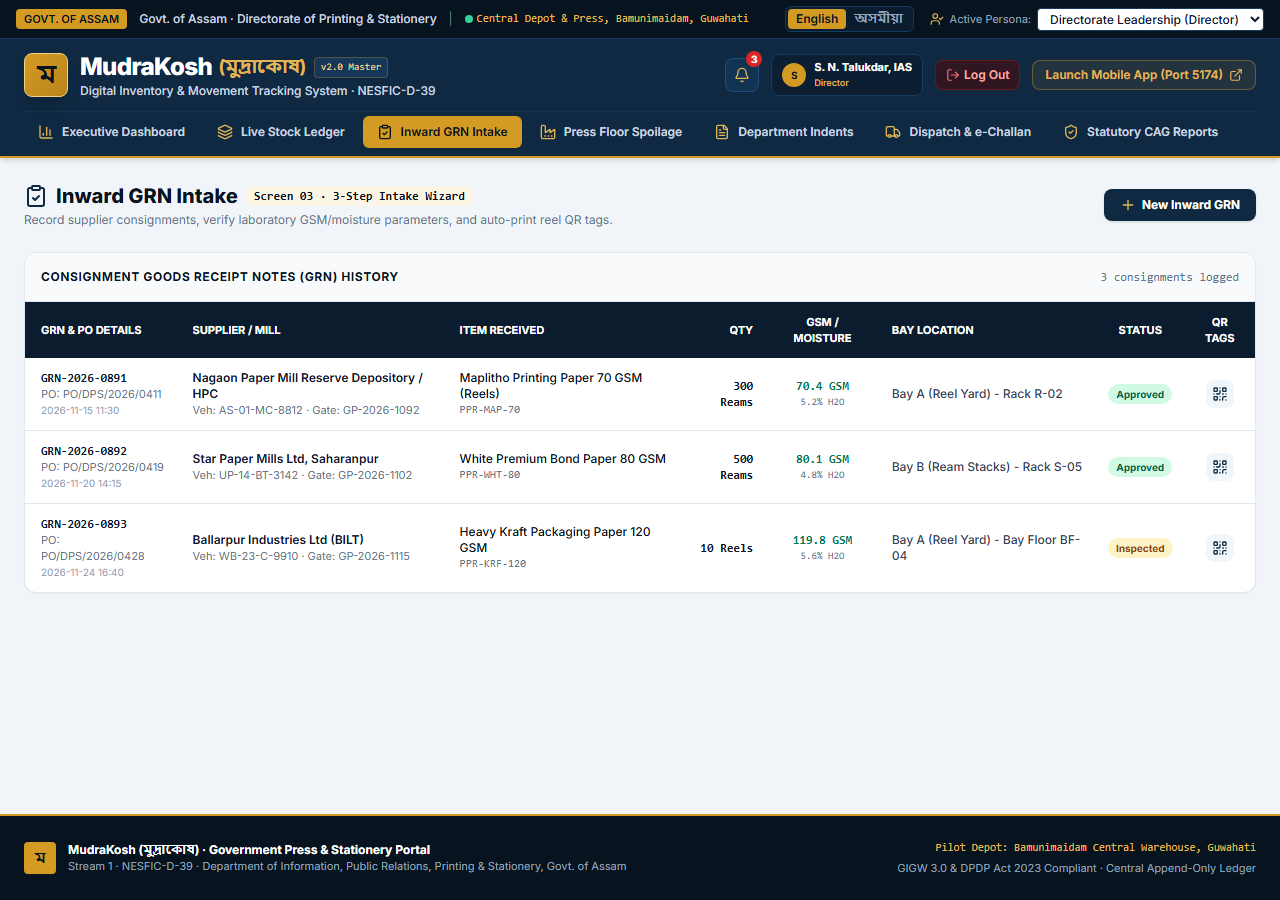 GOVT. OF ASSAM Govt. of Assam · Directorate of Printing & Stationery Central Depot & Press, Bamunimaidam, Guwahati English অসমীয়া Active Persona: Directorate Leadership (Director)
ম MudraKosh (মুদ্ৰাকোষ) v2.0 Master
Digital Inventory & Movement Tracking System · NESFIC-D-39
3
S S. N. Talukdar, IAS
Director
Log Out
Launch Mobile App (Port 5174)
Executive Dashboard Live Stock Ledger Inward GRN Intake Press Floor Spoilage Department Indents Dispatch & e-Challan Statutory CAG Reports
Inward GRN Intake Screen 03 · 3-Step Intake Wizard
Record supplier consignments, verify laboratory GSM/moisture parameters, and auto-print reel QR tags.
New Inward GRN
CONSIGNMENT GOODS RECEIPT NOTES (GRN) HISTORY 3 consignments logged
GRN & PO DETAILS SUPPLIER / MILL ITEM RECEIVED QTY GSM / MOISTURE BAY LOCATION STATUS QR TAGS
GRN-2026-0891
PO: PO/DPS/2026/0411
2026-11-15 11:30
Nagaon Paper Mill Reserve Depository /
HPC
Veh: AS-01-MC-8812 · Gate: GP-2026-1092
Maplitho Printing Paper 70 GSM
(Reels)
PPR-MAP-70
300
Reams
70.4 GSM
5.2% H2O
Bay A (Reel Yard) - Rack R-02
Approved
GRN-2026-0892
PO: PO/DPS/2026/0419
2026-11-20 14:15
Star Paper Mills Ltd, Saharanpur
Veh: UP-14-BT-3142 · Gate: GP-2026-1102
White Premium Bond Paper 80 GSM
PPR-WHT-80
500
Reams
80.1 GSM
4.8% H2O
Bay B (Ream Stacks) - Rack S-05
Approved
GRN-2026-0893
PO:
PO/DPS/2026/0428
2026-11-24 16:40
Ballarpur Industries Ltd (BILT)
Veh: WB-23-C-9910 · Gate: GP-2026-1115
Heavy Kraft Packaging Paper 120
GSM
PPR-KRF-120
10 Reels
119.8 GSM
5.6% H2O
Bay A (Reel Yard) - Bay Floor BF-
04
Inspected
ম MudraKosh (মুদ্ৰাকোষ) · Government Press & Stationery Portal
Stream 1 · NESFIC-D-39 · Department of Information, Public Relations, Printing & Stationery, Govt. of Assam
Pilot Depot: Bamunimaidam Central Warehouse, Guwahati
GIGW 3.0 & DPDP Act 2023 Compliant · Central Append-Only Ledger